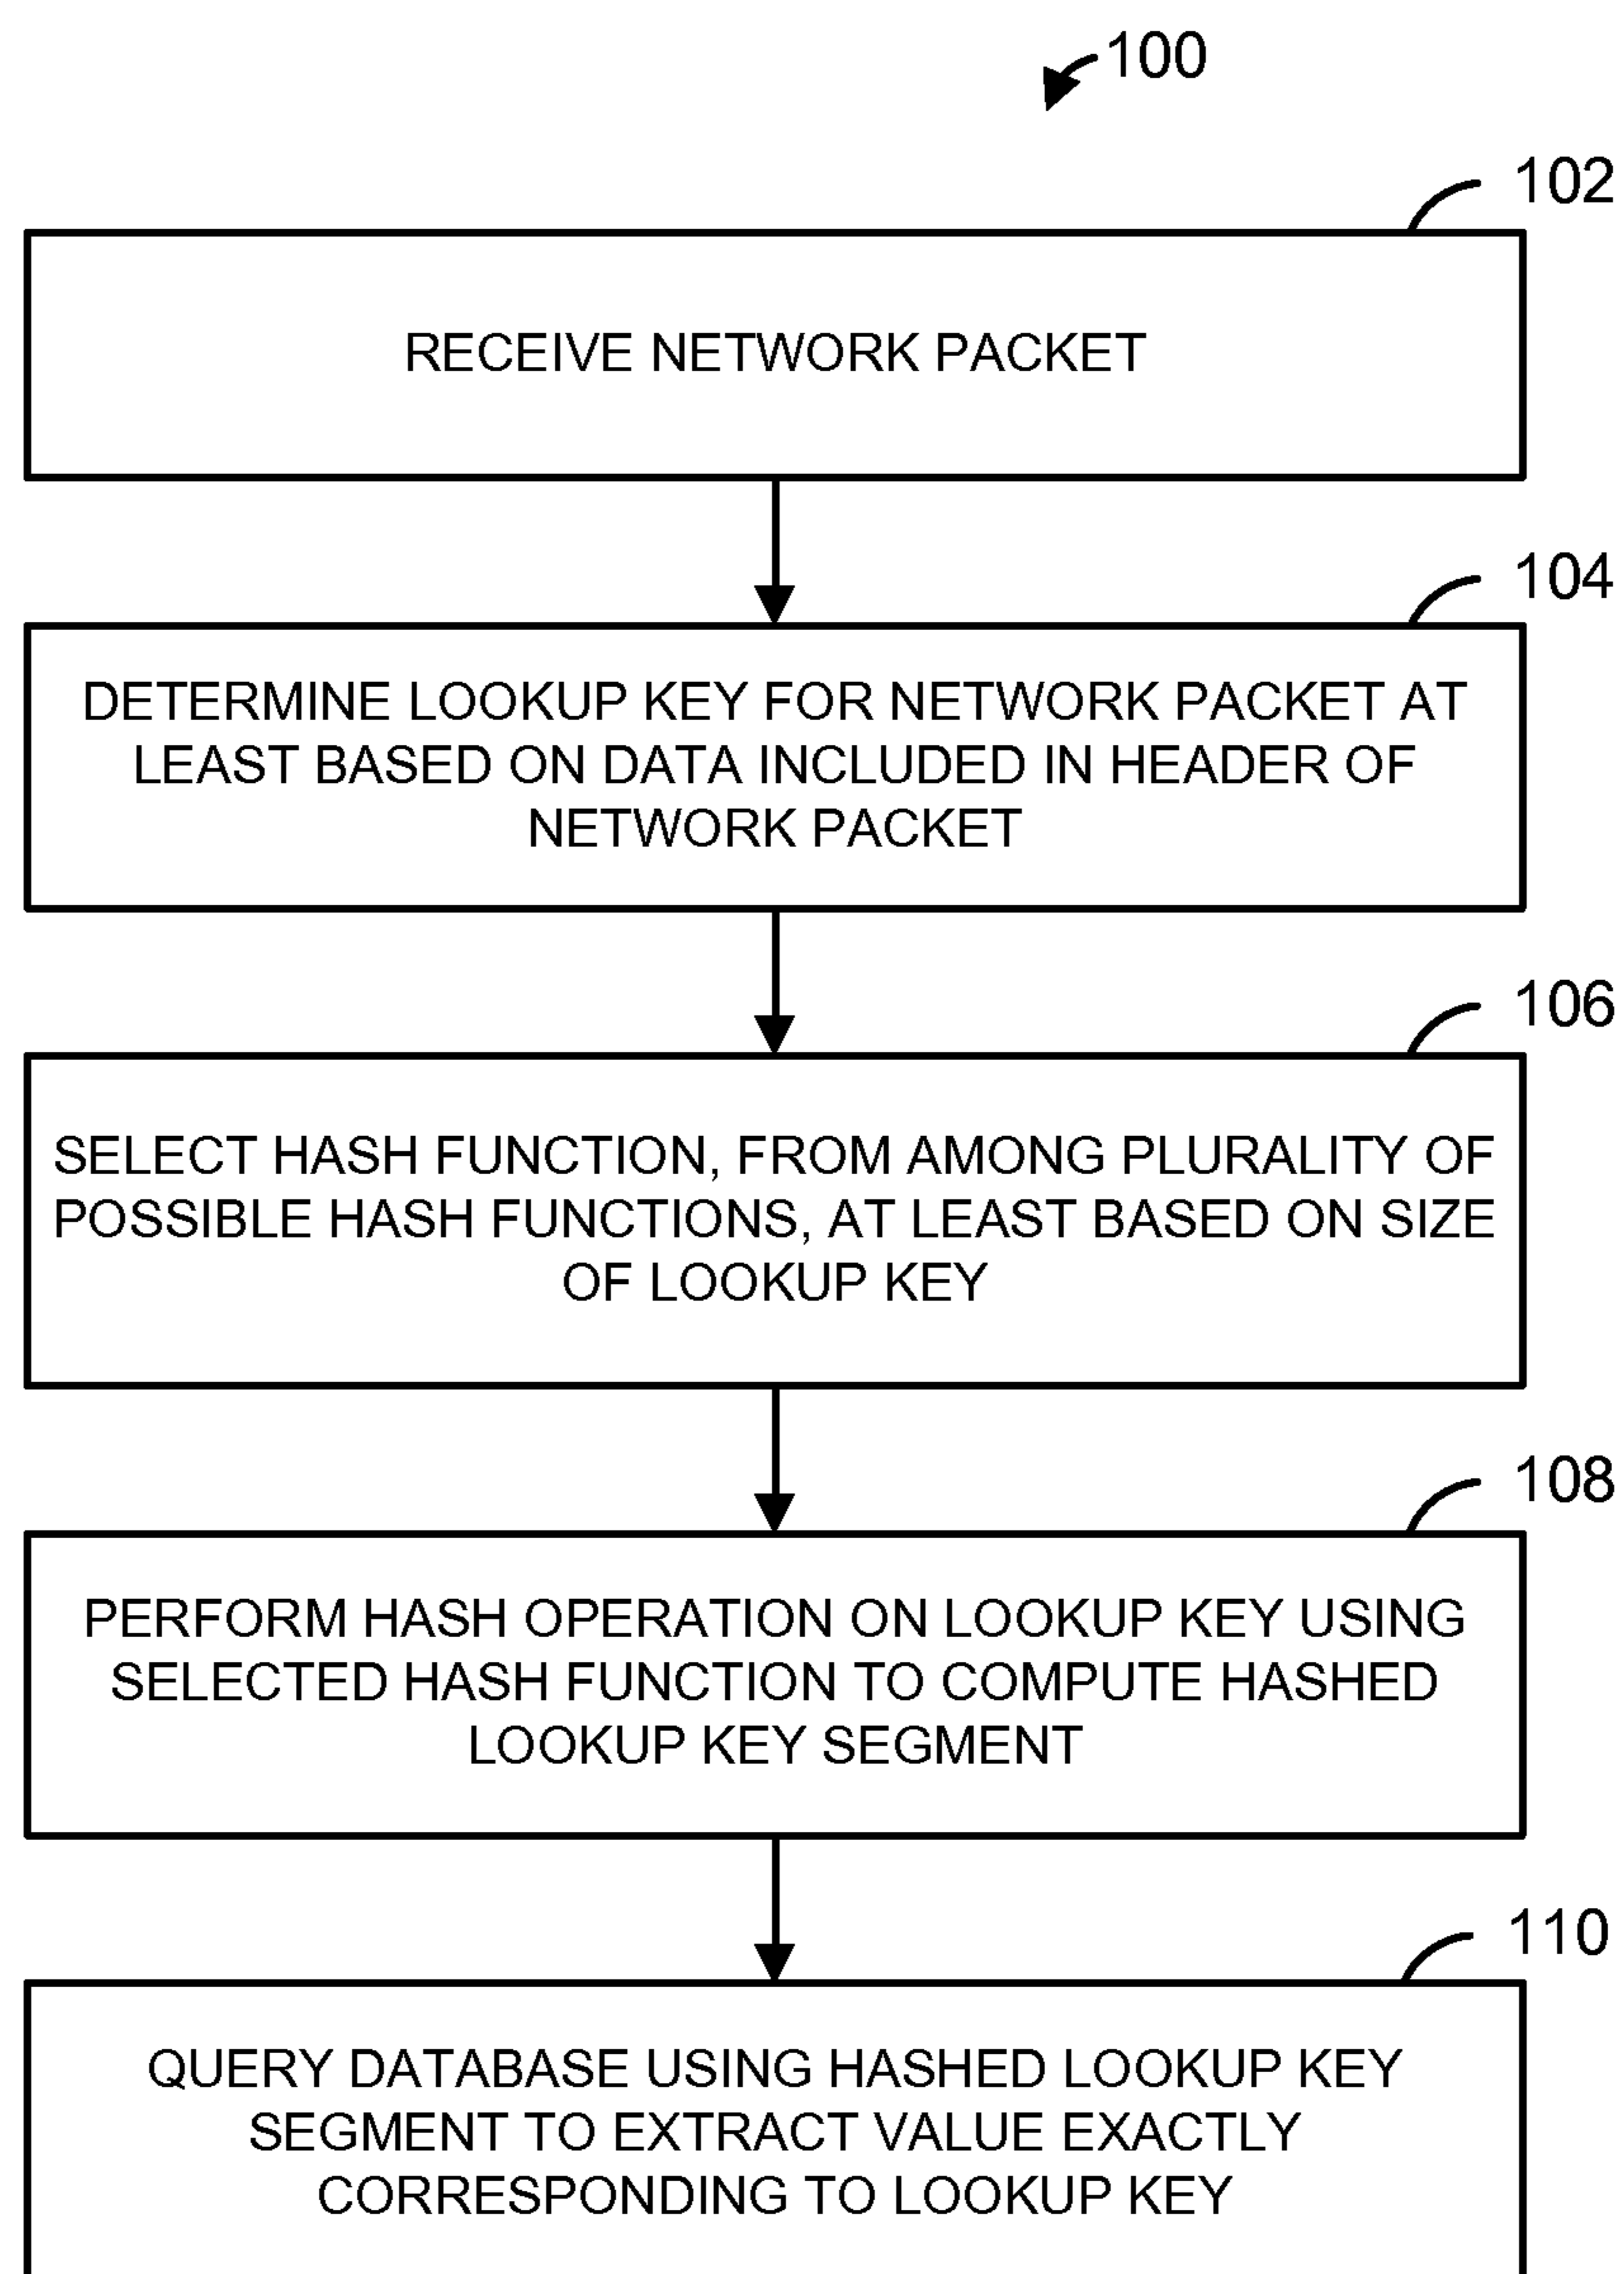 100
102
RECEIVE NETWORK PACKET
104
DETERMINE LOOKUP KEY FOR NETWORK PACKET AT
LEAST BASED ON DATA INCLUDED IN HEADER OF
NETWORK PACKET
106
SELECT HASH FUNCTION, FROM AMONG PLURALITY OF
POSSIBLE HASH FUNCTIONS, AT LEAST BASED ON SIZE
OF LOOKUP KEY
108
PERFORM HASH OPERATION ON LOOKUP KEY USING
SELECTED HASH FUNCTION TO COMPUTE HASHED
LOOKUP KEY SEGMENT
110
QUERY DATABASE USING HASHED LOOKUP KEY
SEGMENT TO EXTRACT VALUE EXACTLY
CORRESPONDING TO LOOKUP KEY